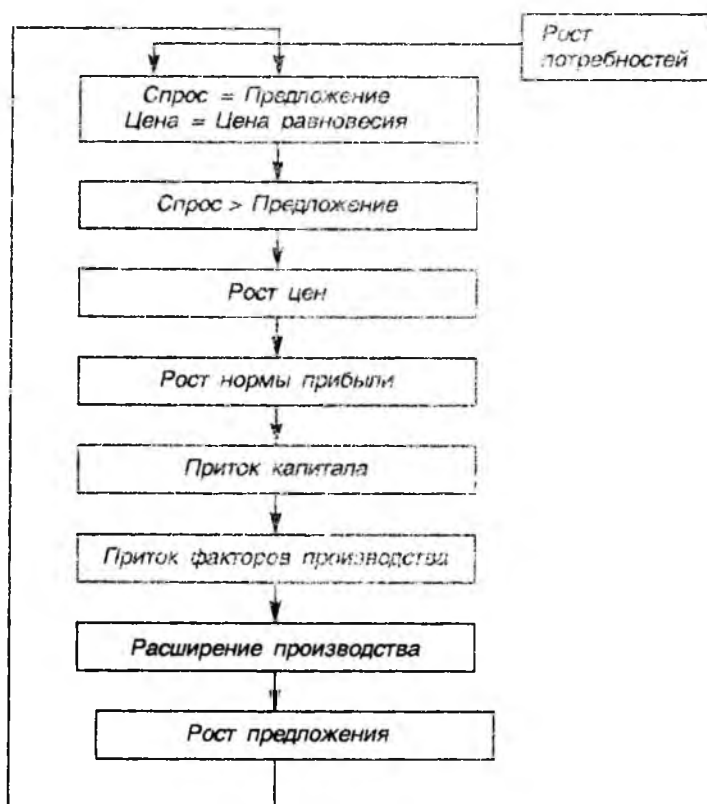 Рост
потребностей
Спрос = Предложение
Цена = Цена равновесия
Спрос > Предложение
Рост цен
Рост нормы прибыли
Приток капитала
Приток факторов производства
Расширение производства
Рост предложения